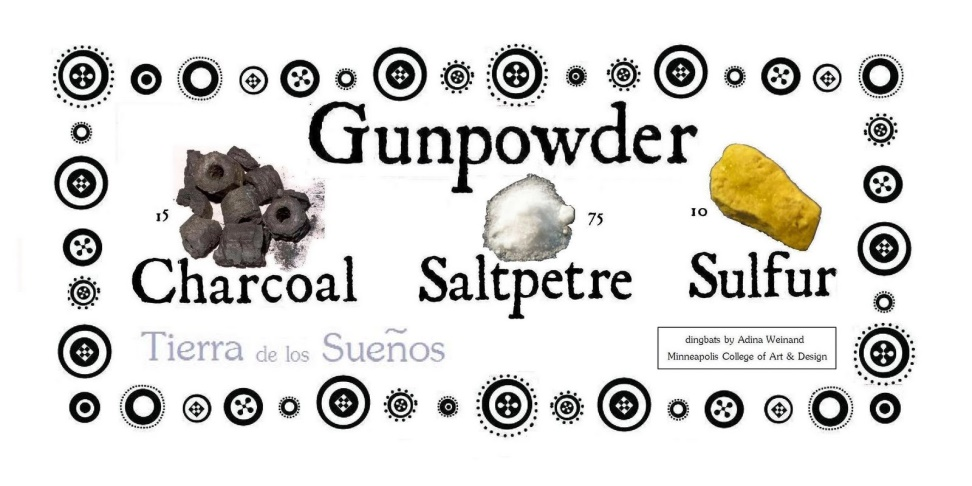 Gunpowder
15
75
10
Charcoal
Saltpetre
Sulfur
Tierra de los Sueños
dingbats by Adina Weinand
Minneapolis College of Art & Design